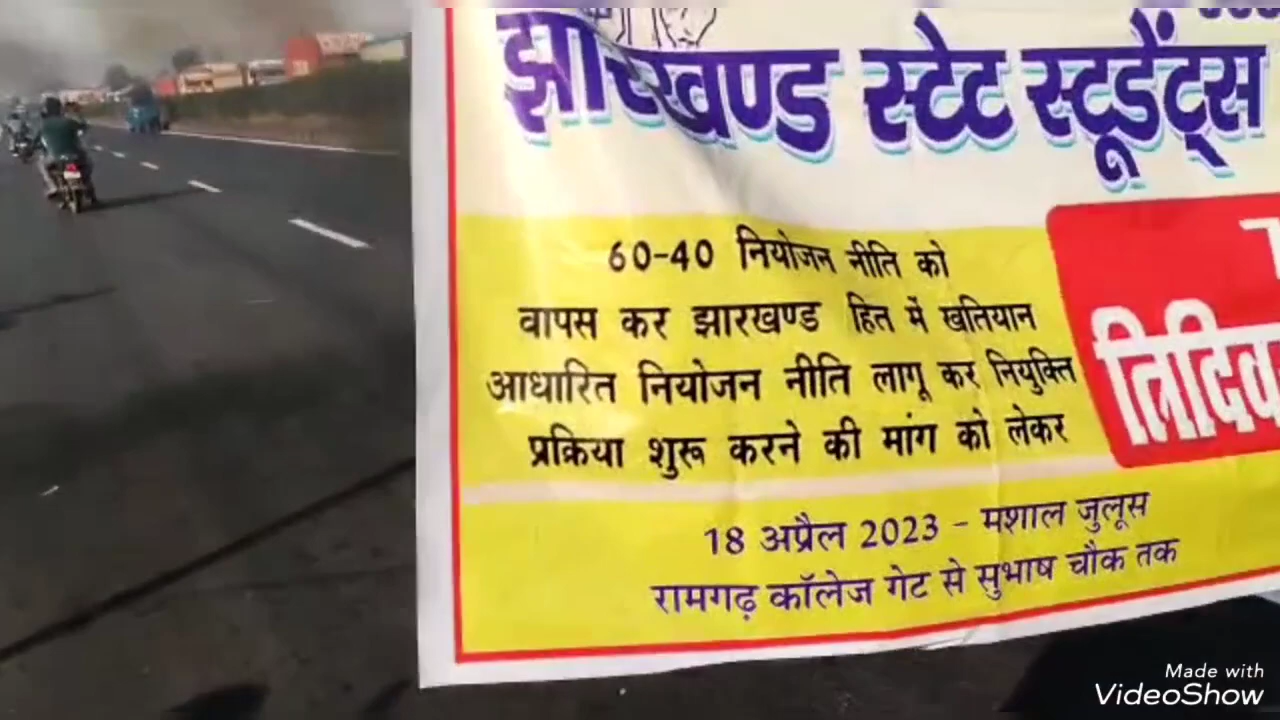 झारखण्ड स्टेट स्टूडेंट्स
60-40 नियोजन नीति को
वापस कर झारखण्ड हित में खतियान
आधारित नियोजन नीति लागू कर नियुक्ति
प्रक्रिया शुरू करने की मांग को लेकर
18 अप्रैल 2023 - मशाल जुलूस
रामगढ़ कॉलेज गेट से सुभाष चौक तक
Made with
VideoShow